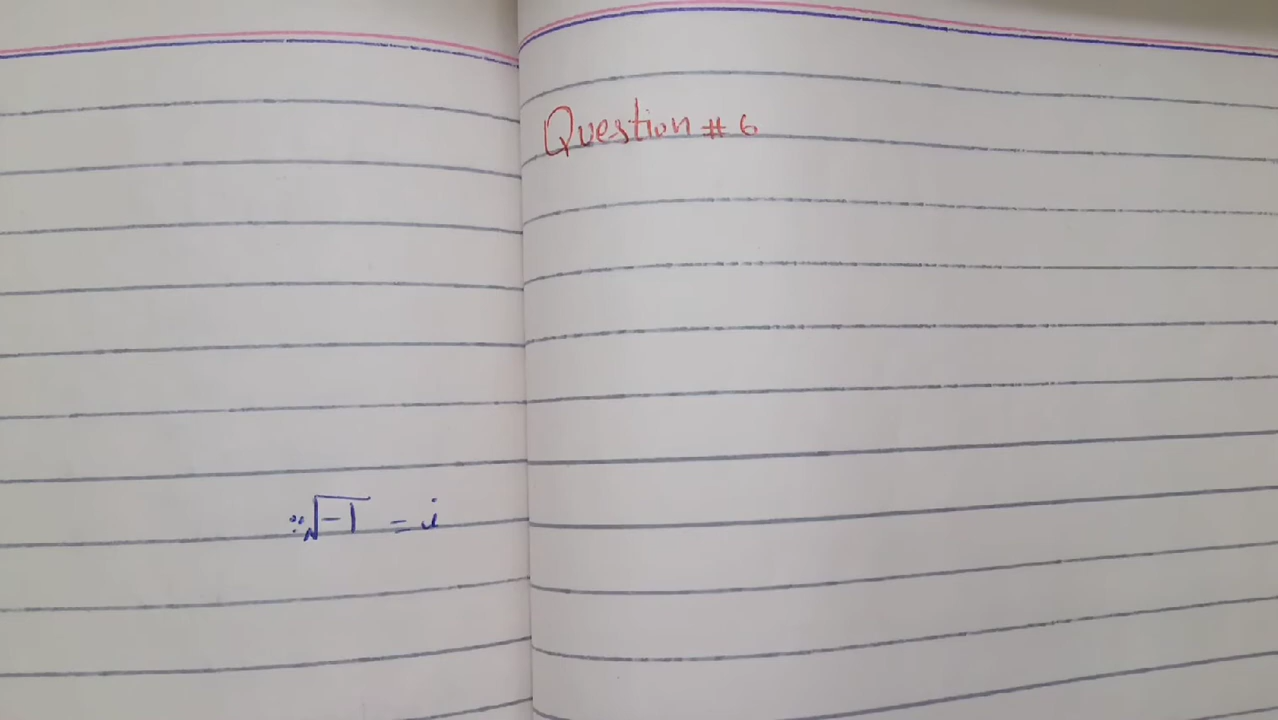 ∵√-1 = i
Question # 6